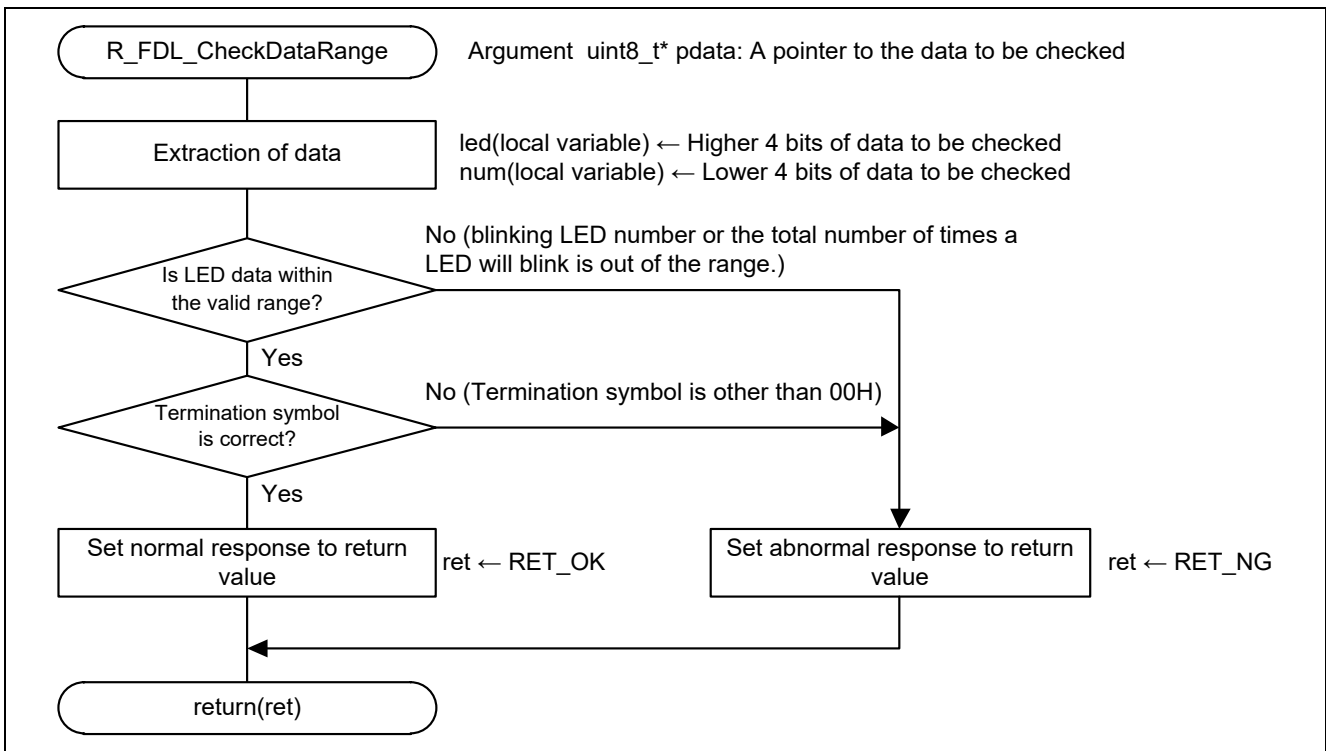 R_FDL_CheckDataRange
Argument  uint8_t* pdata: A pointer to the data to be checked
Extraction of data
led(local variable) ← Higher 4 bits of data to be checked
num(local variable) ← Lower 4 bits of data to be checked
No (blinking LED number or the total number of times a
LED will blink is out of the range.)
Is LED data within
the valid range?
Yes
No (Termination symbol is other than 00H)
Termination symbol
is correct?
Yes
Set normal response to return
value
ret ← RET_OK
Set abnormal response to return
value
ret ← RET_NG
return(ret)